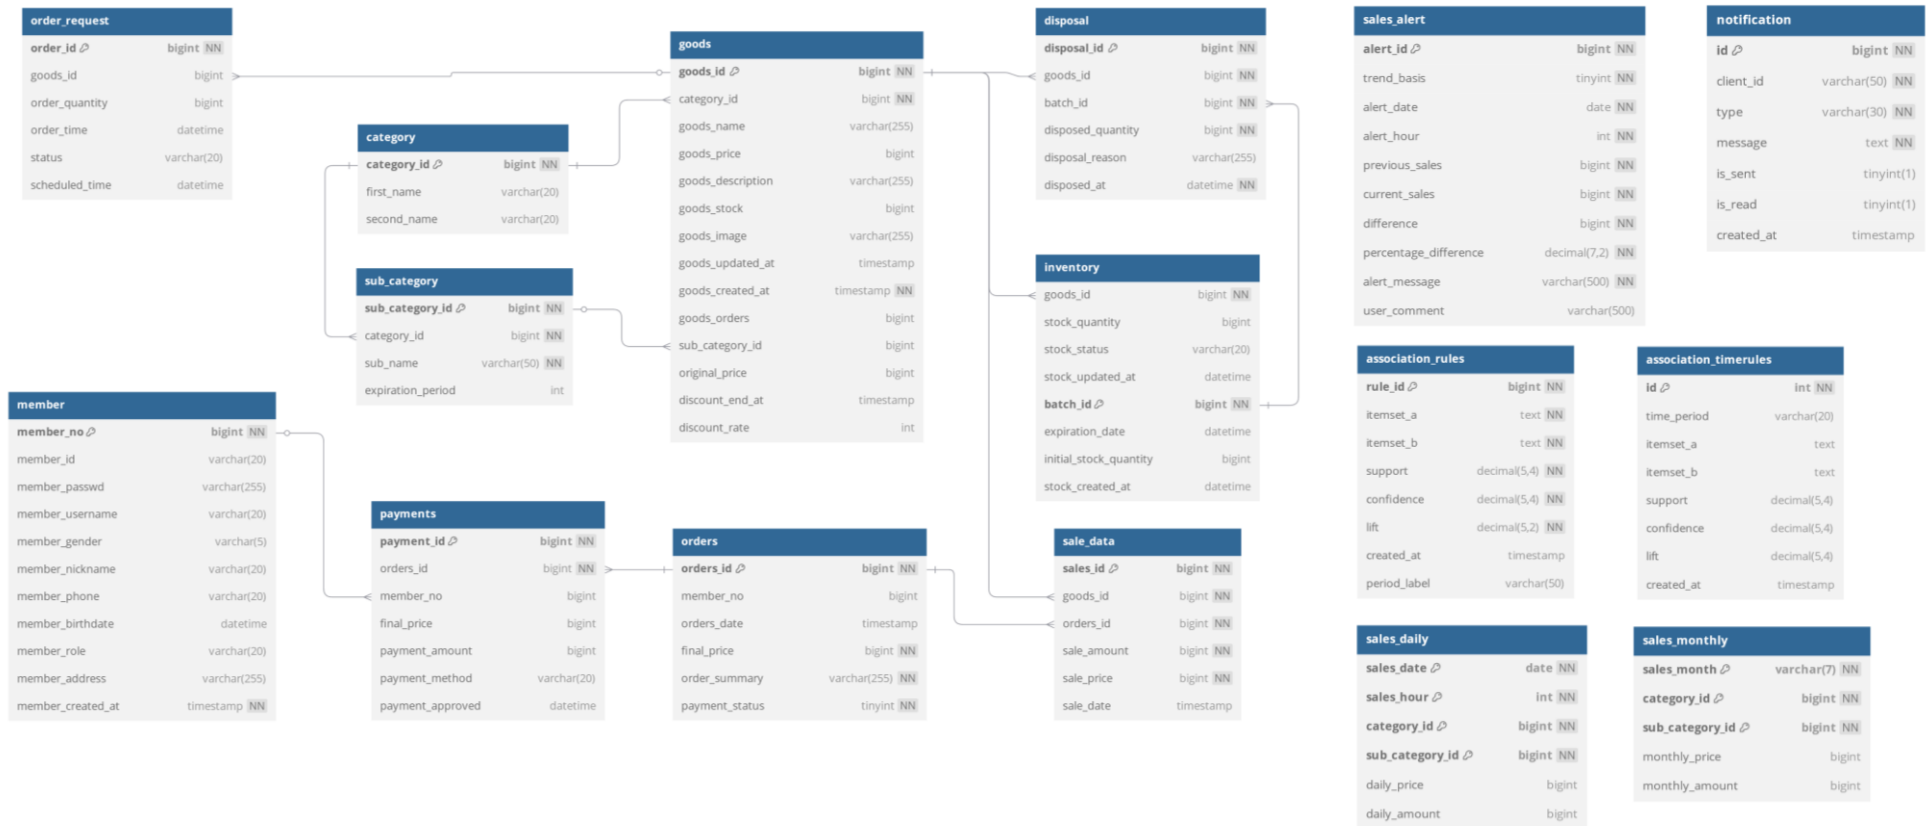 order_request
order_id bigint NN
goods_id bigint
order_quantity bigint
order_time datetime
status varchar(20)
scheduled_time datetime
category
category_id bigint NN
first_name varchar(20)
second_name varchar(20)
sub_category
sub_category_id bigint NN
category_id bigint NN
sub_name varchar(50) NN
expiration_period int
member
member_no bigint NN
member_id varchar(20)
member_passwd varchar(255)
member_username varchar(20)
member_gender varchar(5)
member_nickname varchar(20)
member_phone varchar(20)
member_birthdate datetime
member_role varchar(20)
member_address varchar(255)
member_created_at timestamp NN
payments
payment_id bigint NN
orders_id bigint NN
member_no bigint
final_price bigint
payment_amount bigint
payment_method varchar(20)
payment_approved datetime
goods
goods_id bigint NN
category_id bigint NN
goods_name varchar(255)
goods_price bigint
goods_description varchar(255)
goods_stock bigint
goods_image varchar(255)
goods_updated_at timestamp
goods_created_at timestamp NN
goods_orders bigint
sub_category_id bigint
original_price bigint
discount_end_at timestamp
discount_rate int
orders
orders_id bigint NN
member_no bigint
orders_date timestamp
final_price bigint NN
order_summary varchar(255) NN
payment_status tinyint NN
disposal
disposal_id bigint NN
goods_id bigint NN
batch_id bigint NN
disposed_quantity bigint NN
disposal_reason varchar(255)
disposed_at datetime NN
inventory
goods_id bigint NN
stock_quantity bigint
stock_status varchar(20)
stock_updated_at datetime
batch_id bigint NN
expiration_date datetime
initial_stock_quantity bigint
stock_created_at datetime
sale_data
sales_id bigint NN
goods_id bigint NN
orders_id bigint NN
sale_amount bigint NN
sale_price bigint NN
sale_date timestamp
sales_alert
alert_id bigint NN
trend_basis tinyint NN
alert_date date NN
alert_hour int NN
previous_sales bigint NN
current_sales bigint NN
difference bigint NN
percentage_difference decimal(7,2) NN
alert_message varchar(500) NN
user_comment varchar(500)
notification
id bigint NN
client_id varchar(50) NN
type varchar(30) NN
message text NN
is_sent tinyint(1)
is_read tinyint(1)
created_at timestamp
association_rules
rule_id bigint NN
itemset_a text NN
itemset_b text NN
support decimal(5,4) NN
confidence decimal(5,4) NN
lift decimal(5,2) NN
created_at timestamp
period_label varchar(50)
association_timerules
id int NN
time_period varchar(20)
itemset_a text
itemset_b text
support decimal(5,4)
confidence decimal(5,4)
lift decimal(5,4)
created_at timestamp
sales_daily
sales_date date NN
sales_hour int NN
category_id bigint NN
sub_category_id bigint NN
daily_price bigint
daily_amount bigint
sales_monthly
sales_month varchar(7) NN
category_id bigint NN
sub_category_id bigint NN
monthly_price bigint
monthly_amount bigint